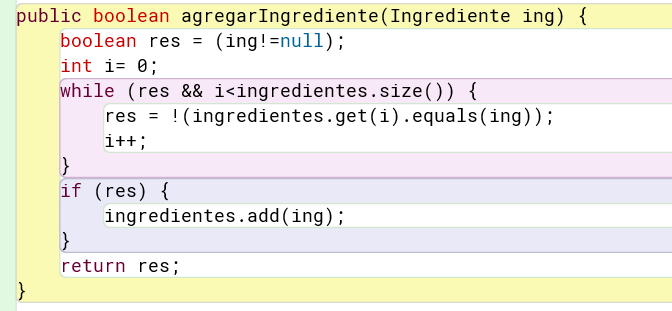 public boolean agregarIngrediente(Ingrediente ing) {
boolean res = (ing!=null);
int i= 0;
while (res && i<ingredientes.size()) {
res = !(ingredientes.get(i).equals(ing));
i++;
}
if (res) {
ingredientes.add(ing);
}
return res;
}